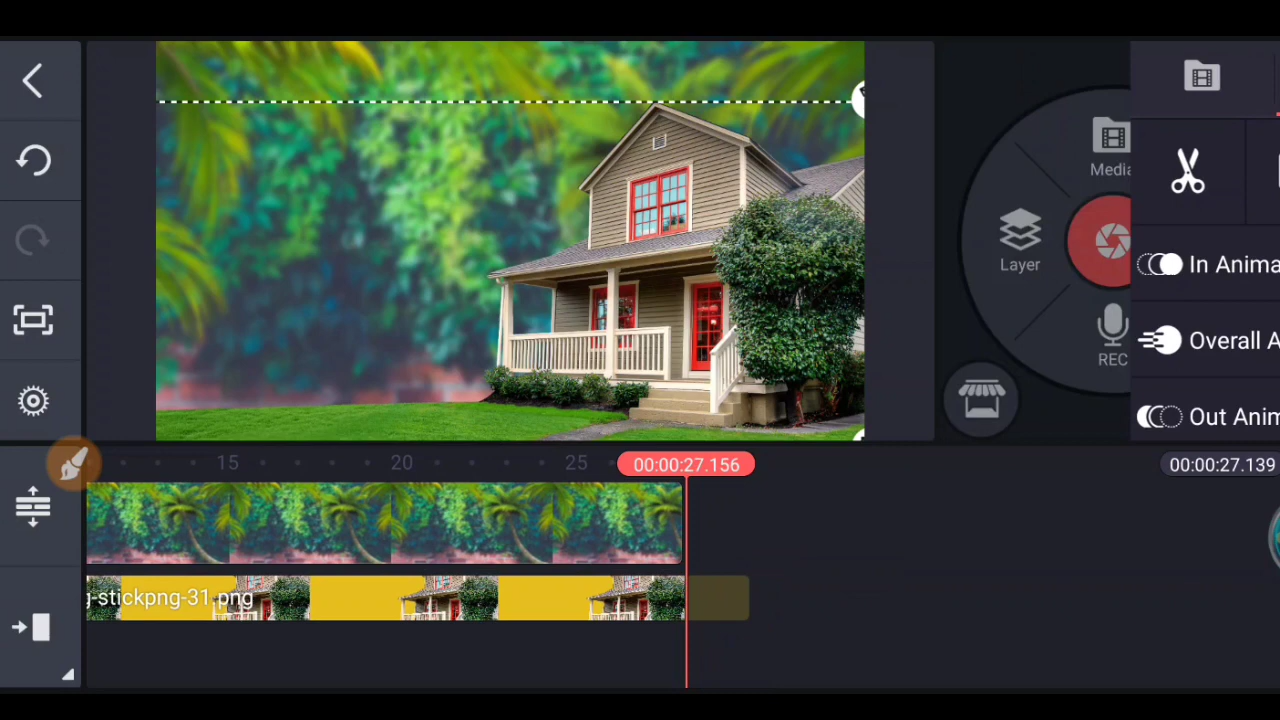 Media
Layer
REC
In Anima
Overall A
Out Anim
15
20
25
00:00:27.156
00:00:27.139
g-stickpng-31.png